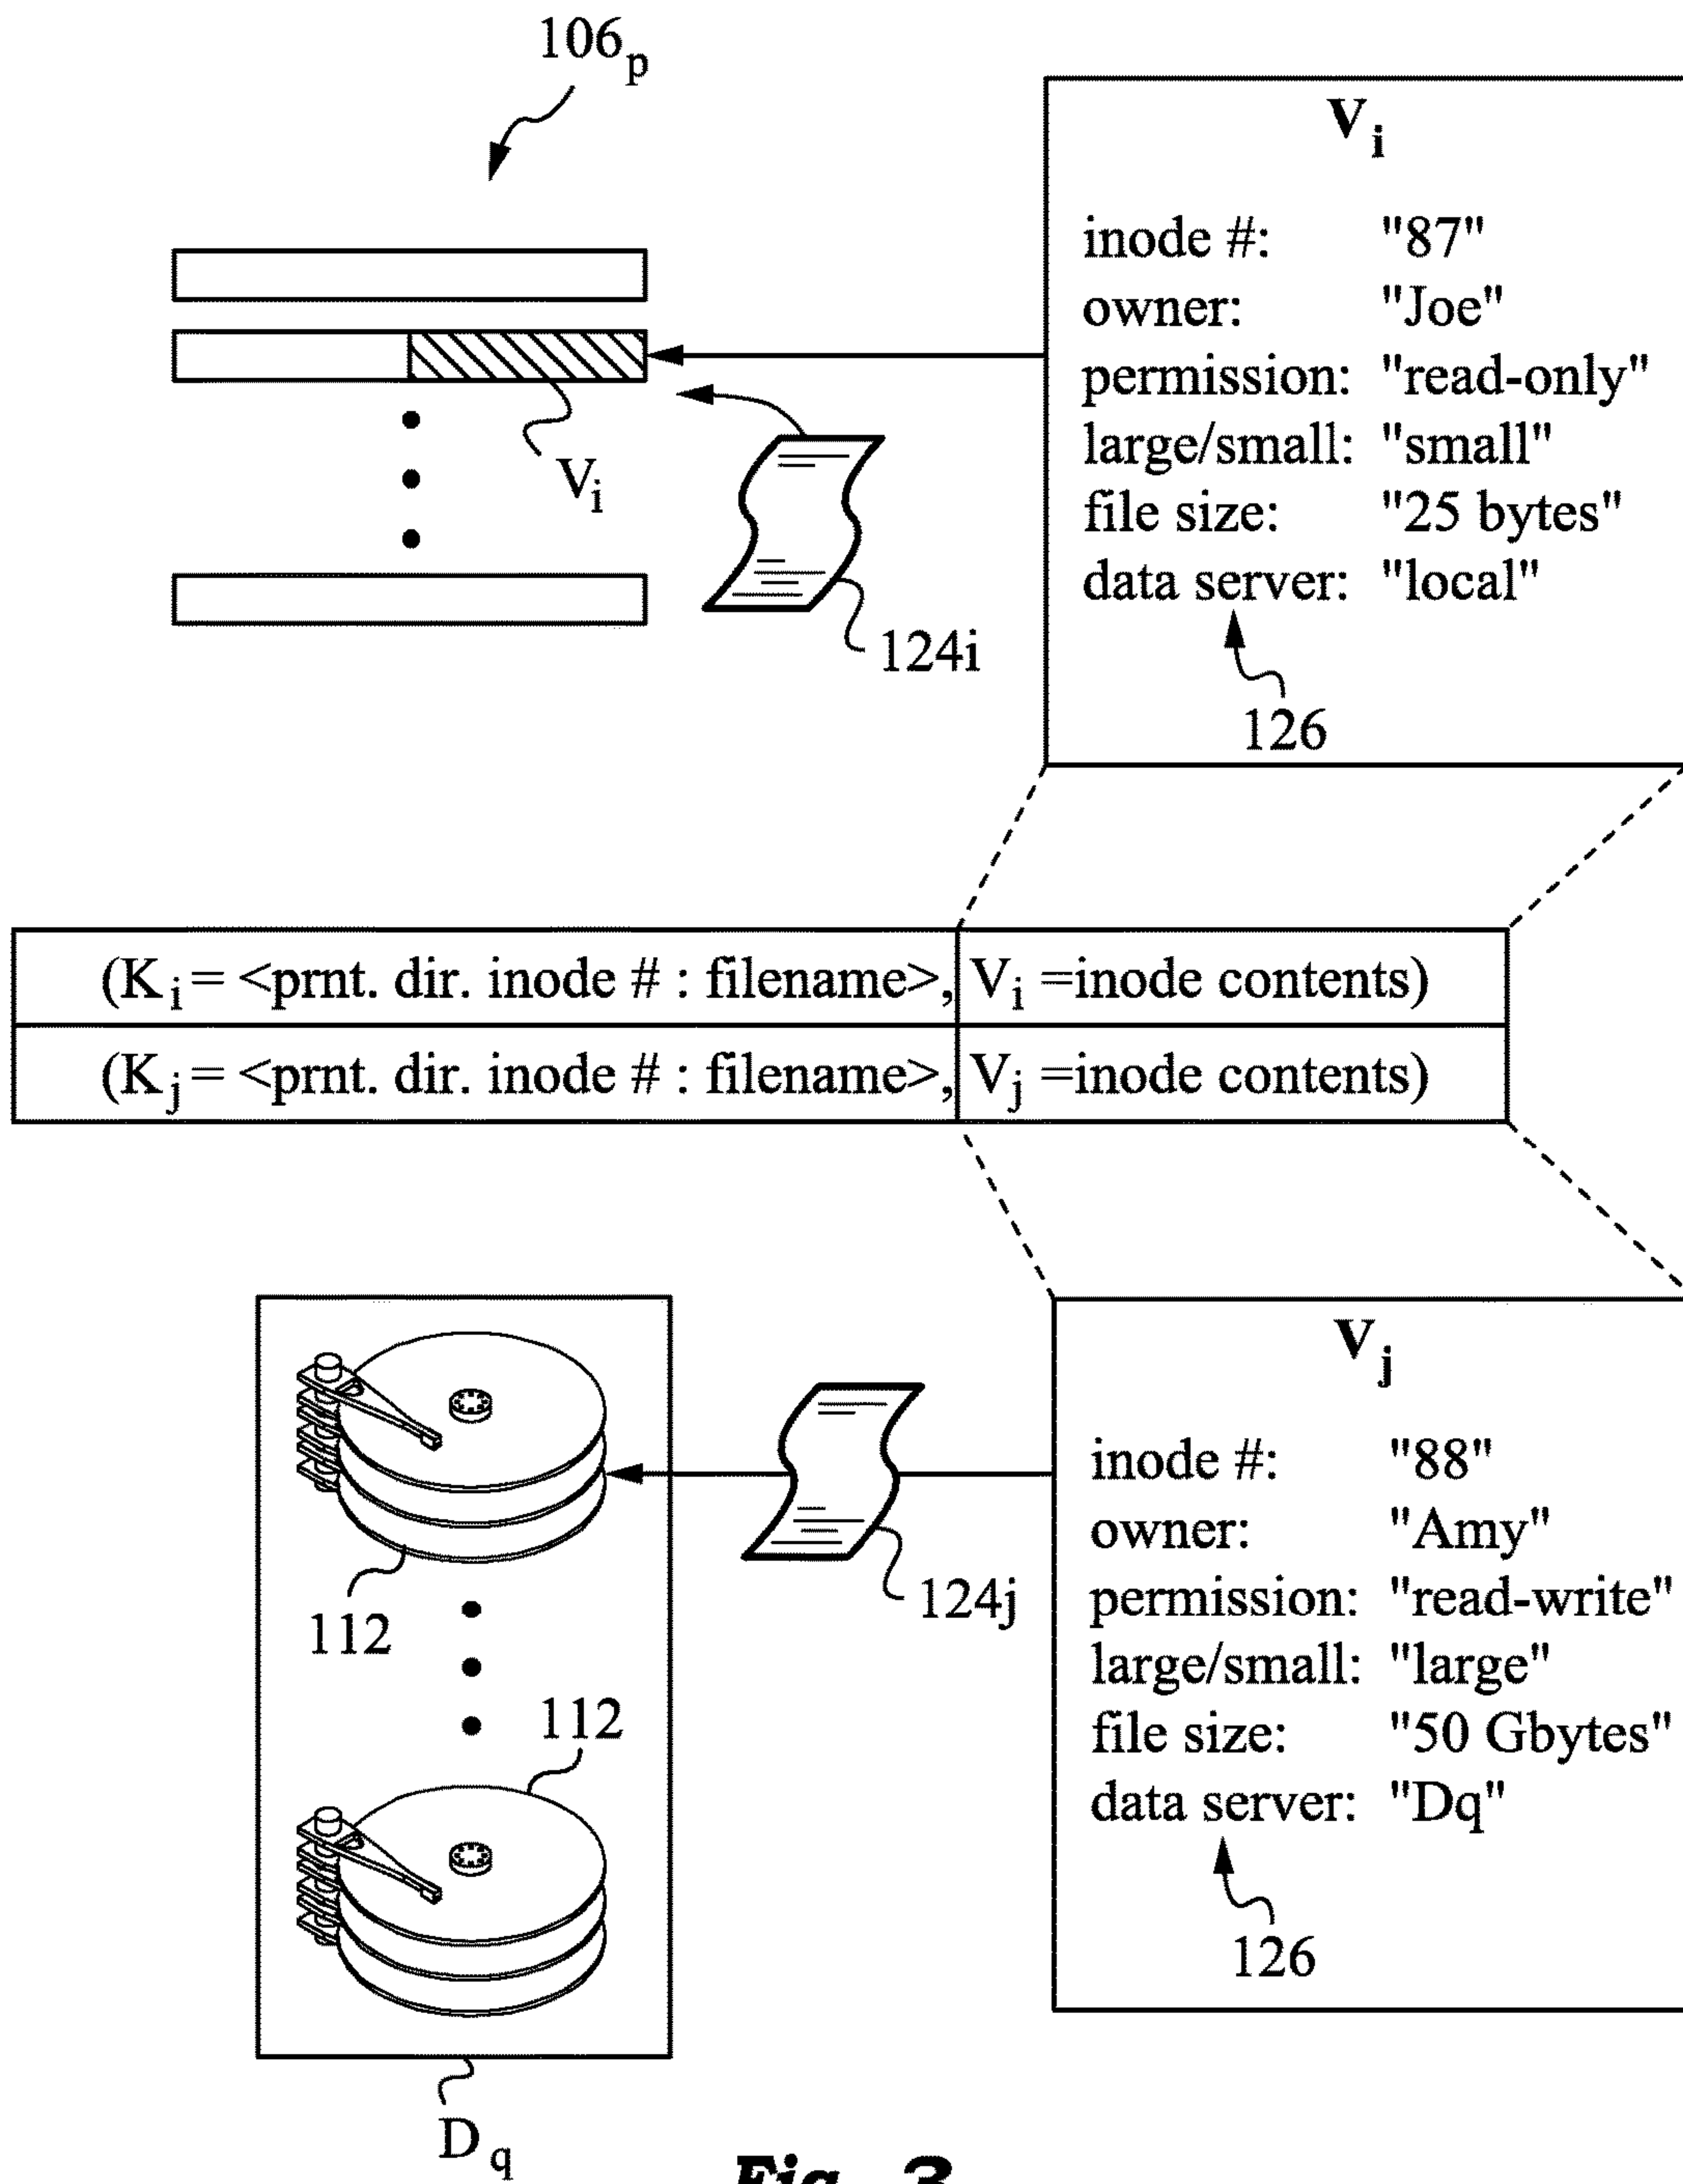 106p
Vi
inode #: "87"
owner: "Joe"
permission: "read-only"
large/small: "small"
file size: "25 bytes"
data server: "local"
126
Vi
124i
(Ki = <prnt. dir. inode # : filename>, Vi =inode contents)
(Kj = <prnt. dir. inode # : filename>, Vj =inode contents)
Vj
inode #: "88"
owner: "Amy"
permission: "read-write"
large/small: "large"
file size: "50 Gbytes"
data server: "Dq"
126
124j
112
112
Dq
Fig. 3